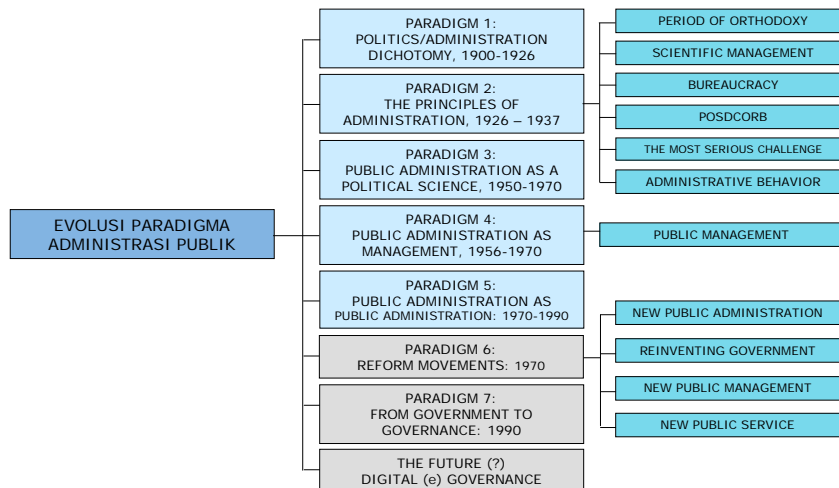 EVOLUSI PARADIGMA
ADMINISTRASI PUBLIK
PARADIGM 1:
POLITICS/ADMINISTRATION
DICHOTOMY, 1900-1926
PARADIGM 2:
THE PRINCIPLES OF
ADMINISTRATION, 1926 – 1937
PARADIGM 3:
PUBLIC ADMINISTRATION AS A
POLITICAL SCIENCE, 1950-1970
PARADIGM 4:
PUBLIC ADMINISTRATION AS
MANAGEMENT, 1956-1970
PARADIGM 5:
PUBLIC ADMINISTRATION AS
PUBLIC ADMINISTRATION: 1970-1990
PARADIGM 6:
REFORM MOVEMENTS: 1970
PARADIGM 7:
FROM GOVERNMENT TO
GOVERNANCE: 1990
THE FUTURE (?)
DIGITAL (e) GOVERNANCE
PERIOD OF ORTHODOXY
SCIENTIFIC MANAGEMENT
BUREAUCRACY
POSDCORB
THE MOST SERIOUS CHALLENGE
ADMINISTRATIVE BEHAVIOR
PUBLIC MANAGEMENT
NEW PUBLIC ADMINISTRATION
REINVENTING GOVERNMENT
NEW PUBLIC MANAGEMENT
NEW PUBLIC SERVICE